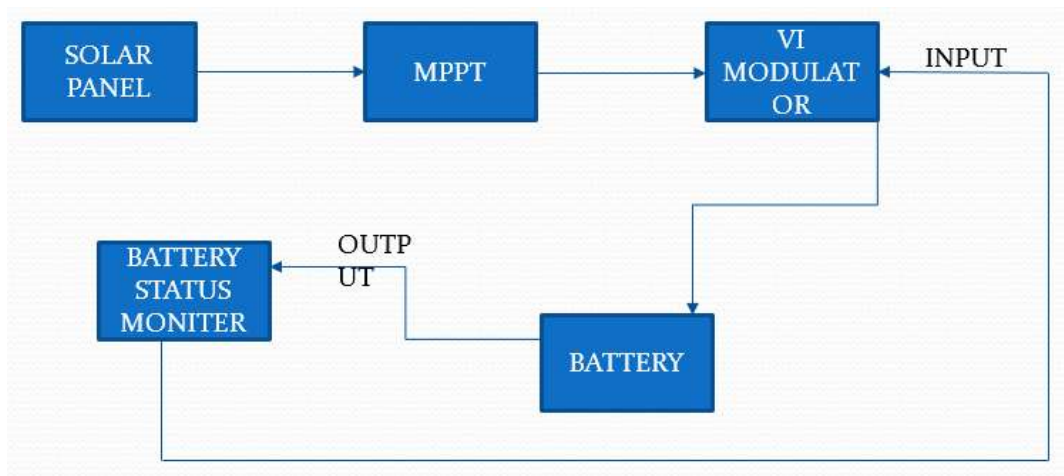 SOLAR
PANEL
MPPT
VI
MODULAT
OR
INPUT
BATTERY
STATUS
MONITER
OUTP
UT
BATTERY